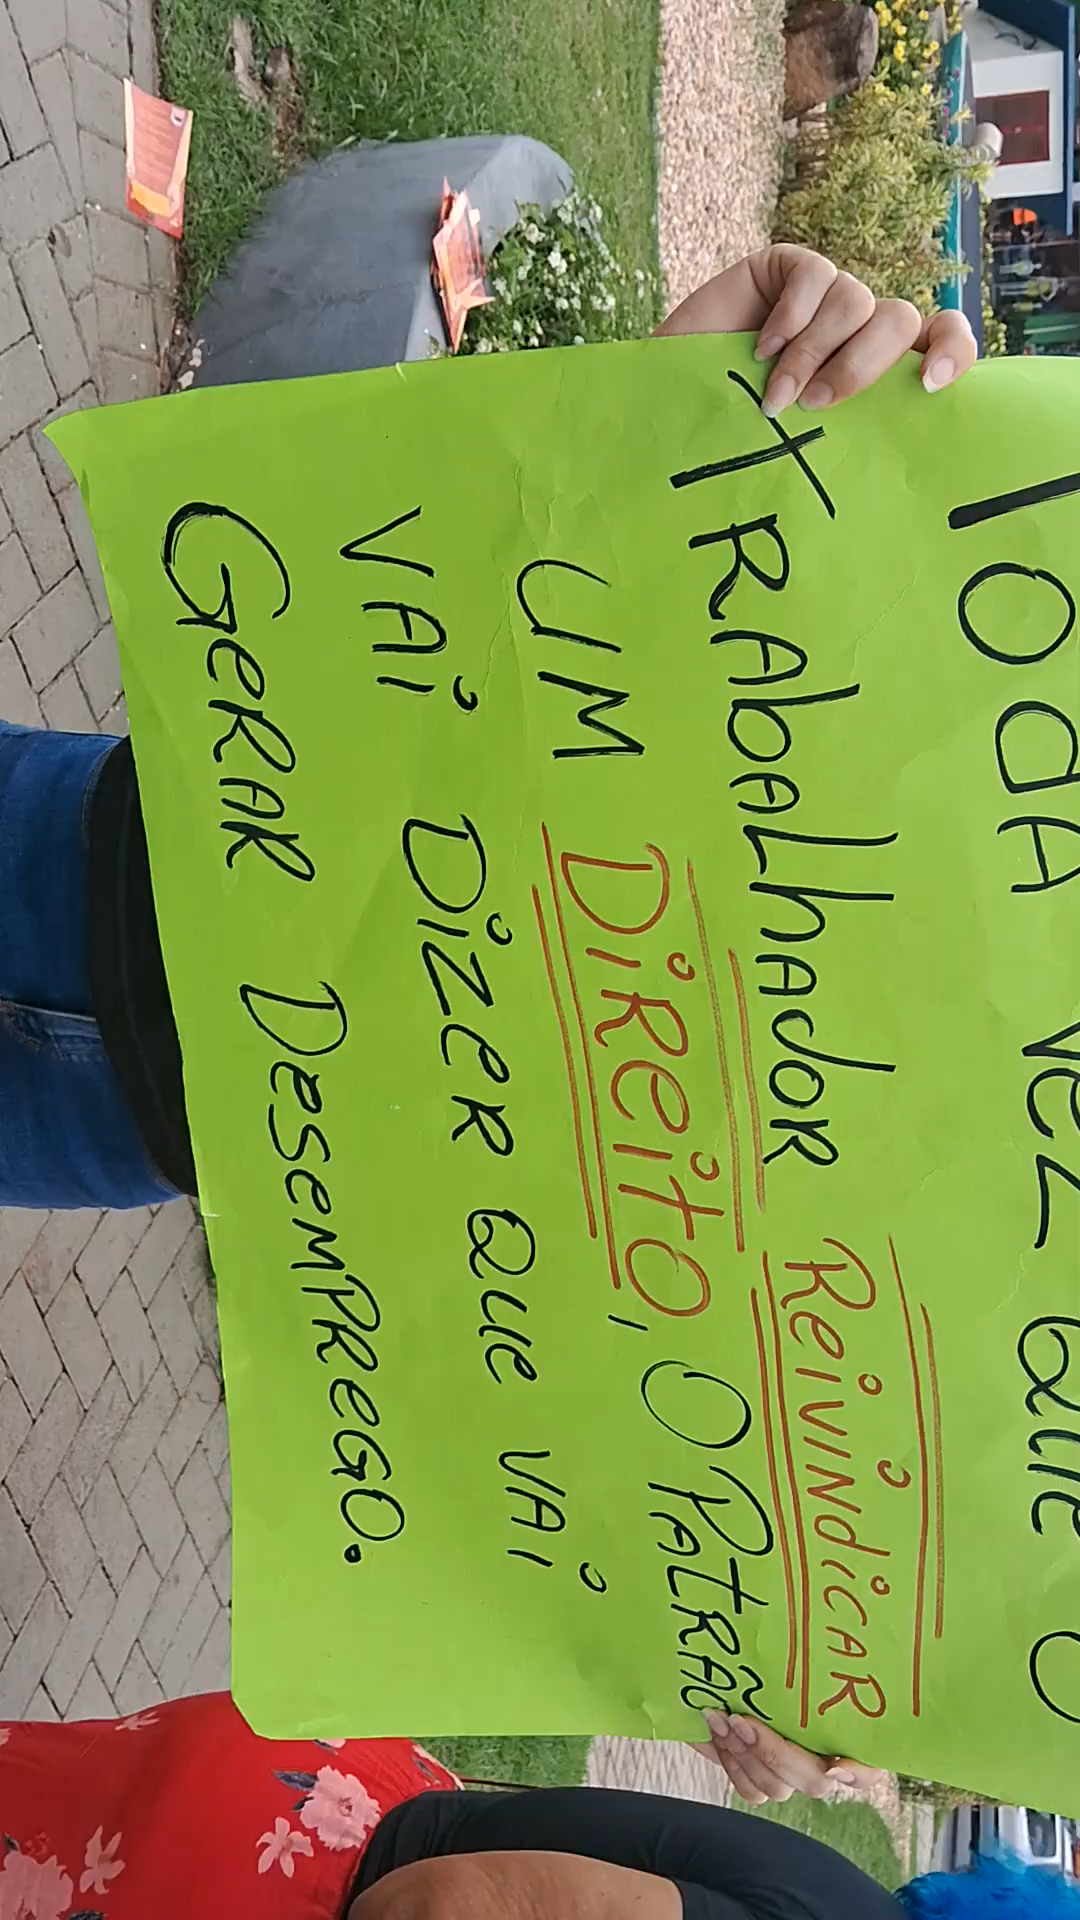 TODA VEZ QUE O
TRABALHADOR REIVINDICAR
UM DIREITO, O PATRÃO
VAI DIZER QUE VAI
GERAR DESEMPREGO.